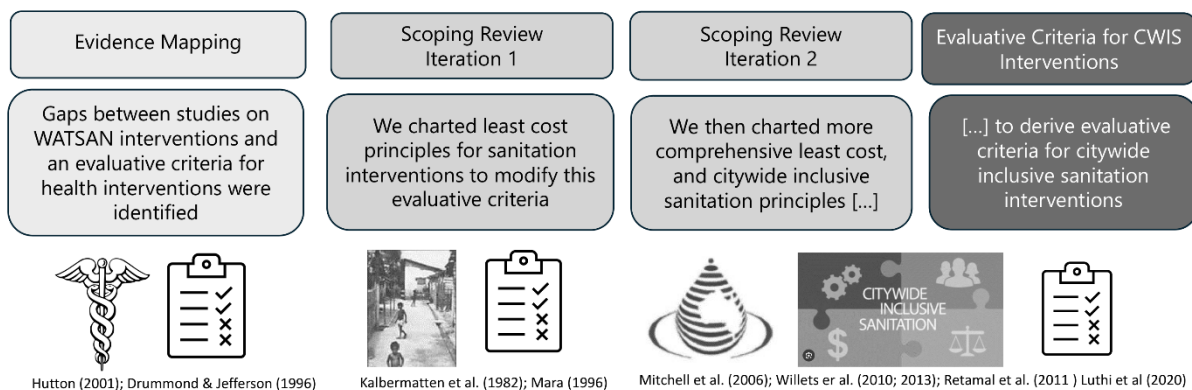 Evidence Mapping
Gaps between studies on
WATSAN interventions and
an evaluative criteria for
health interventions were
identified
Hutton (2001); Drummond & Jefferson (1996)
Scoping Review
Iteration 1
We charted least cost
principles for sanitation
interventions to modify this
evaluative criteria
Kalbermatten et al. (1982); Mara (1996)
Scoping Review
Iteration 2
We then charted more
comprehensive least cost,
and citywide inclusive
sanitation principles [...]
CITYWIDE
INCLUSIVE
SANITATION
$
Evaluative Criteria for CWIS
Interventions
[...] to derive evaluative
criteria for citywide
inclusive sanitation
interventions
Mitchell et al. (2006); Willets er al. (2010; 2013); Retamal et al. (2011 ) Luthi et al (2020)